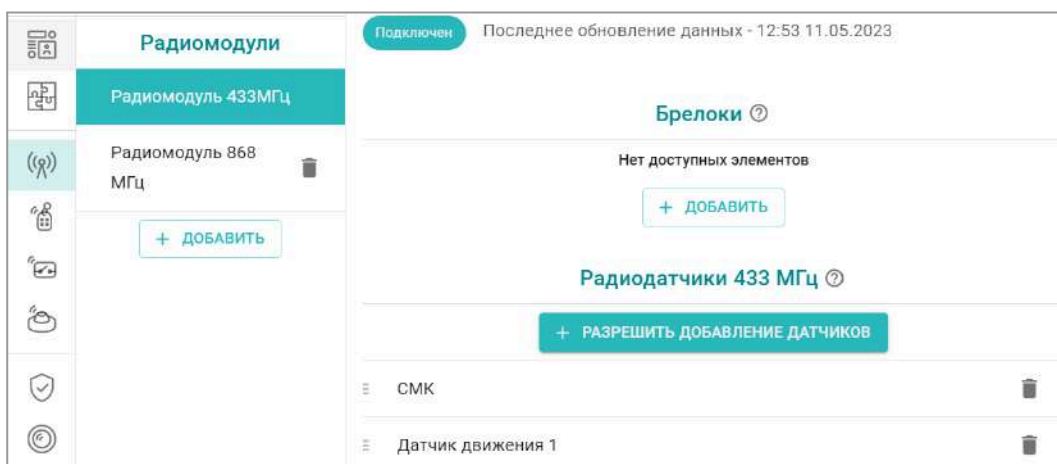 Радиомодули
Радиомодуль 433МГц
Радиомодуль 868
МГц
+ ДОБАВИТЬ
Подключен
Последнее обновление данных - 12:53 11.05.2023
Брелоки
Нет доступных элементов
+ ДОБАВИТЬ
Радиодатчики 433 МГц
+ РАЗРЕШИТЬ ДОБАВЛЕНИЕ ДАТЧИКОВ
СМК
Датчик движения 1